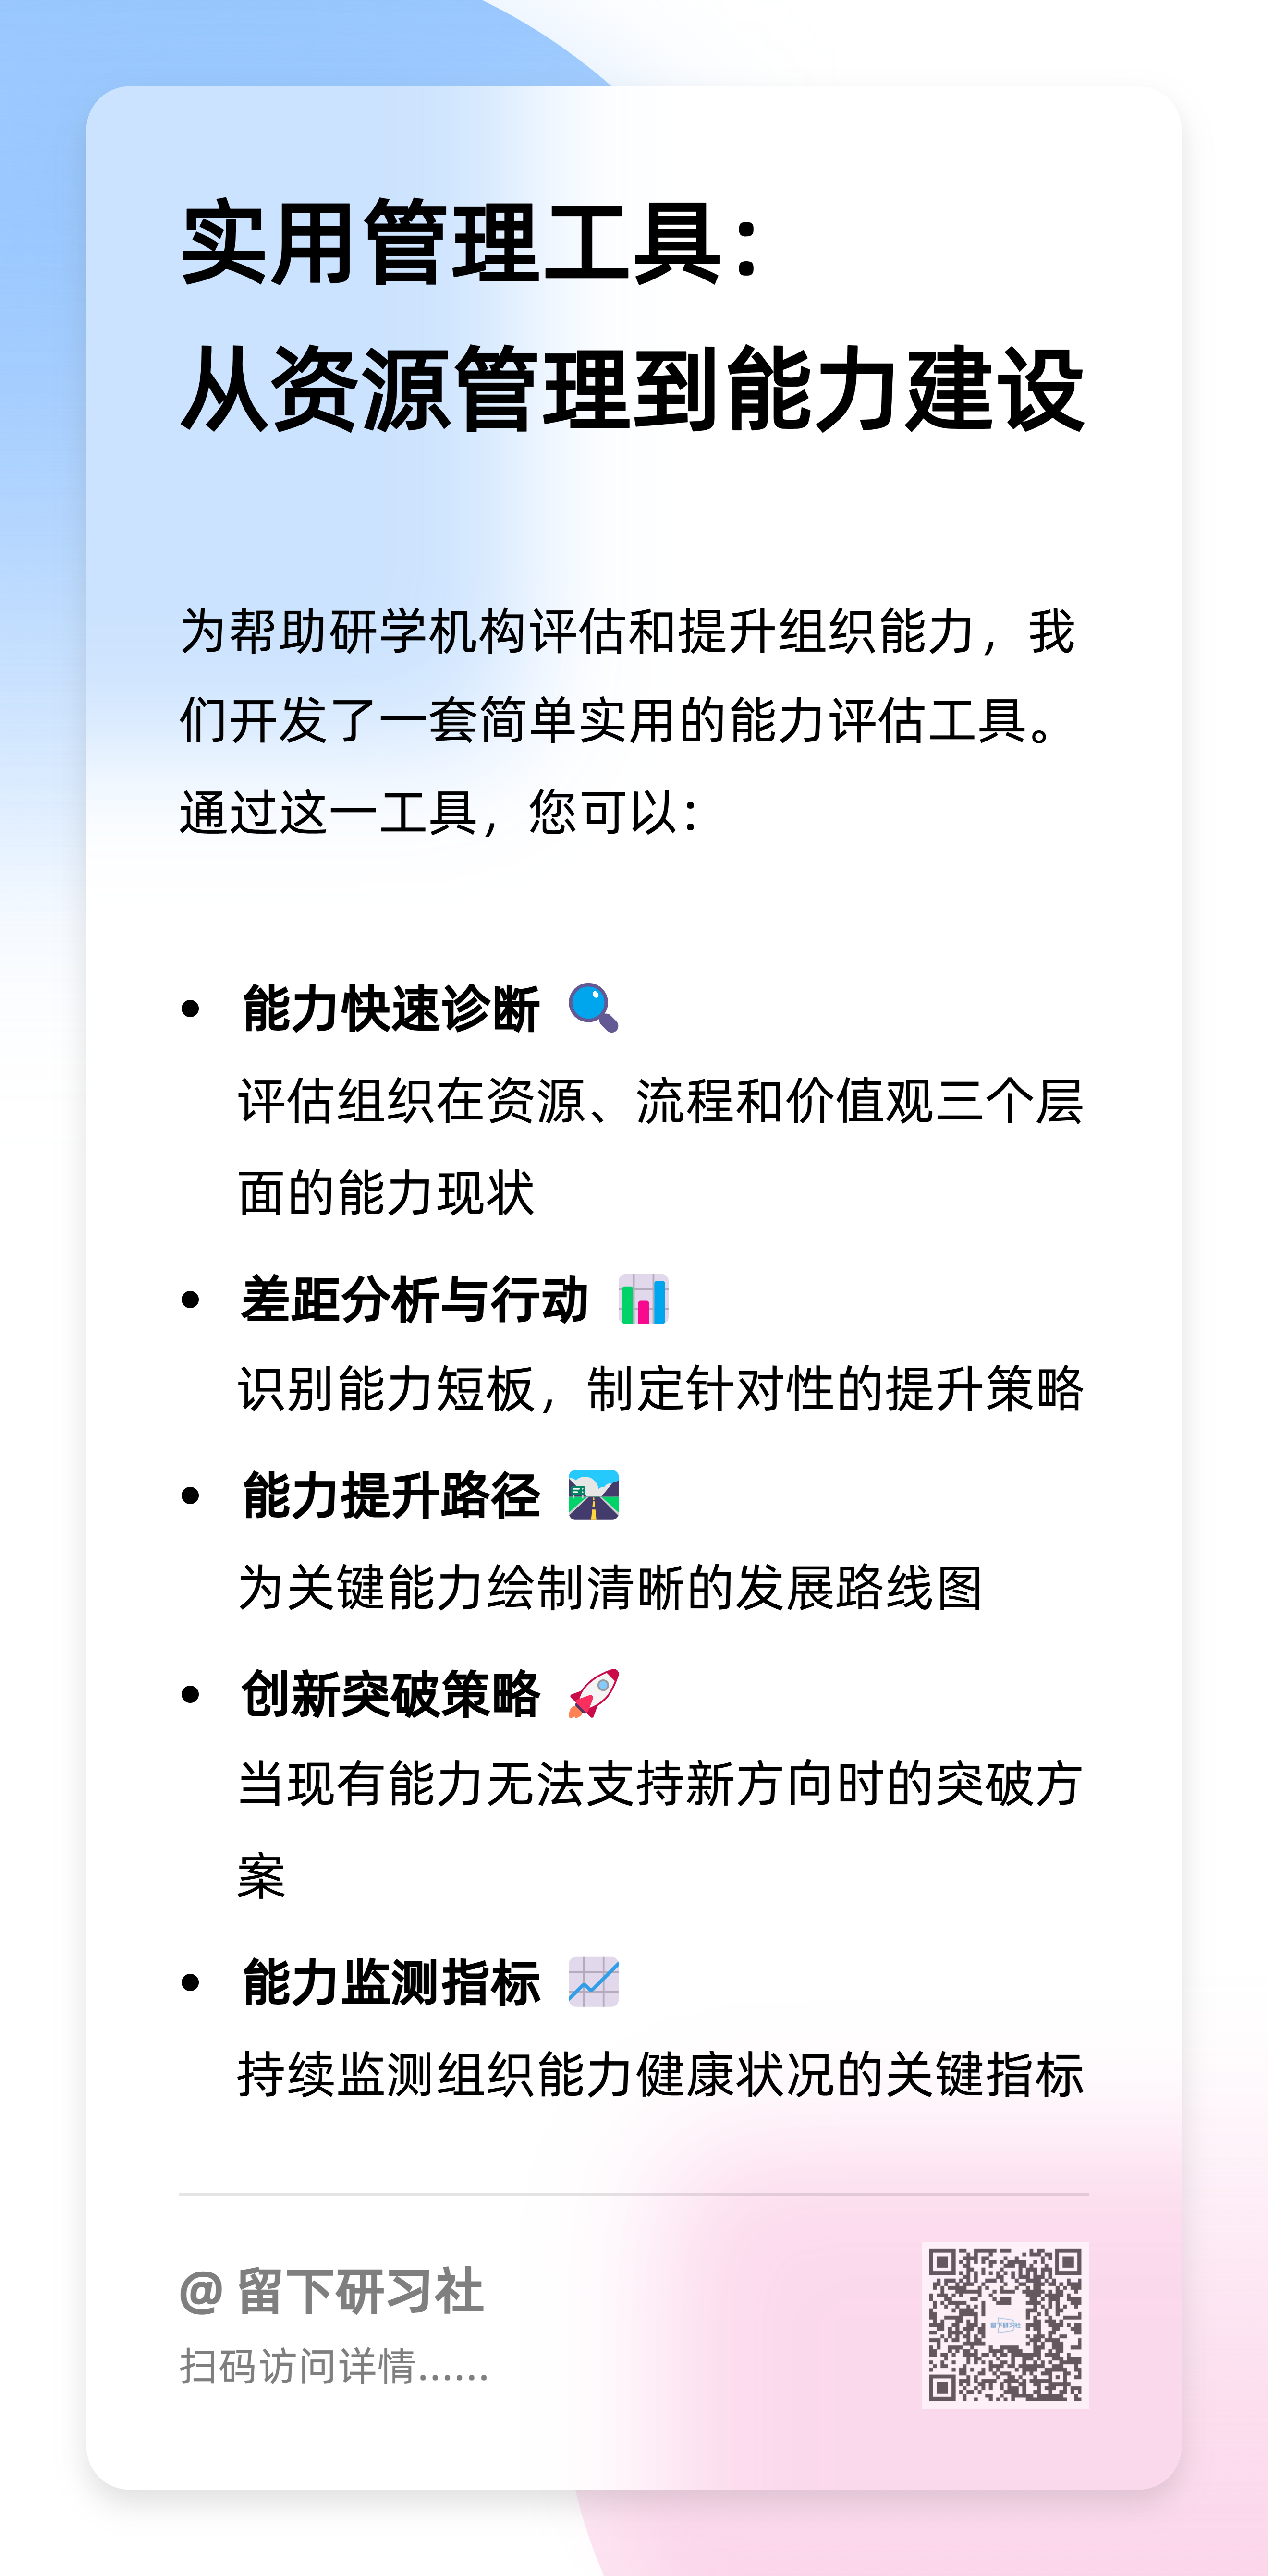 实用管理工具：
从资源管理到能力建设
为帮助研学机构评估和提升组织能力，我
们开发了一套简单实用的能力评估工具。
通过这一工具，您可以：
• 能力快速诊断 🔍
评估组织在资源、流程和价值观三个层
面的能力现状
• 差距分析与行动 📊
识别能力短板，制定针对性的提升策略
• 能力提升路径 🛣️
为关键能力绘制清晰的发展路线图
• 创新突破策略 🚀
当现有能力无法支持新方向时的突破方
案
• 能力监测指标 📈
持续监测组织能力健康状况的关键指标
@ 留下研习社
扫码访问详情......
留下研习社